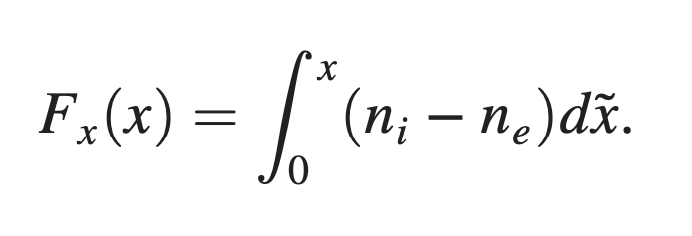 F_x(x) = ∫_0^x (n_i − n_e)dx̃.